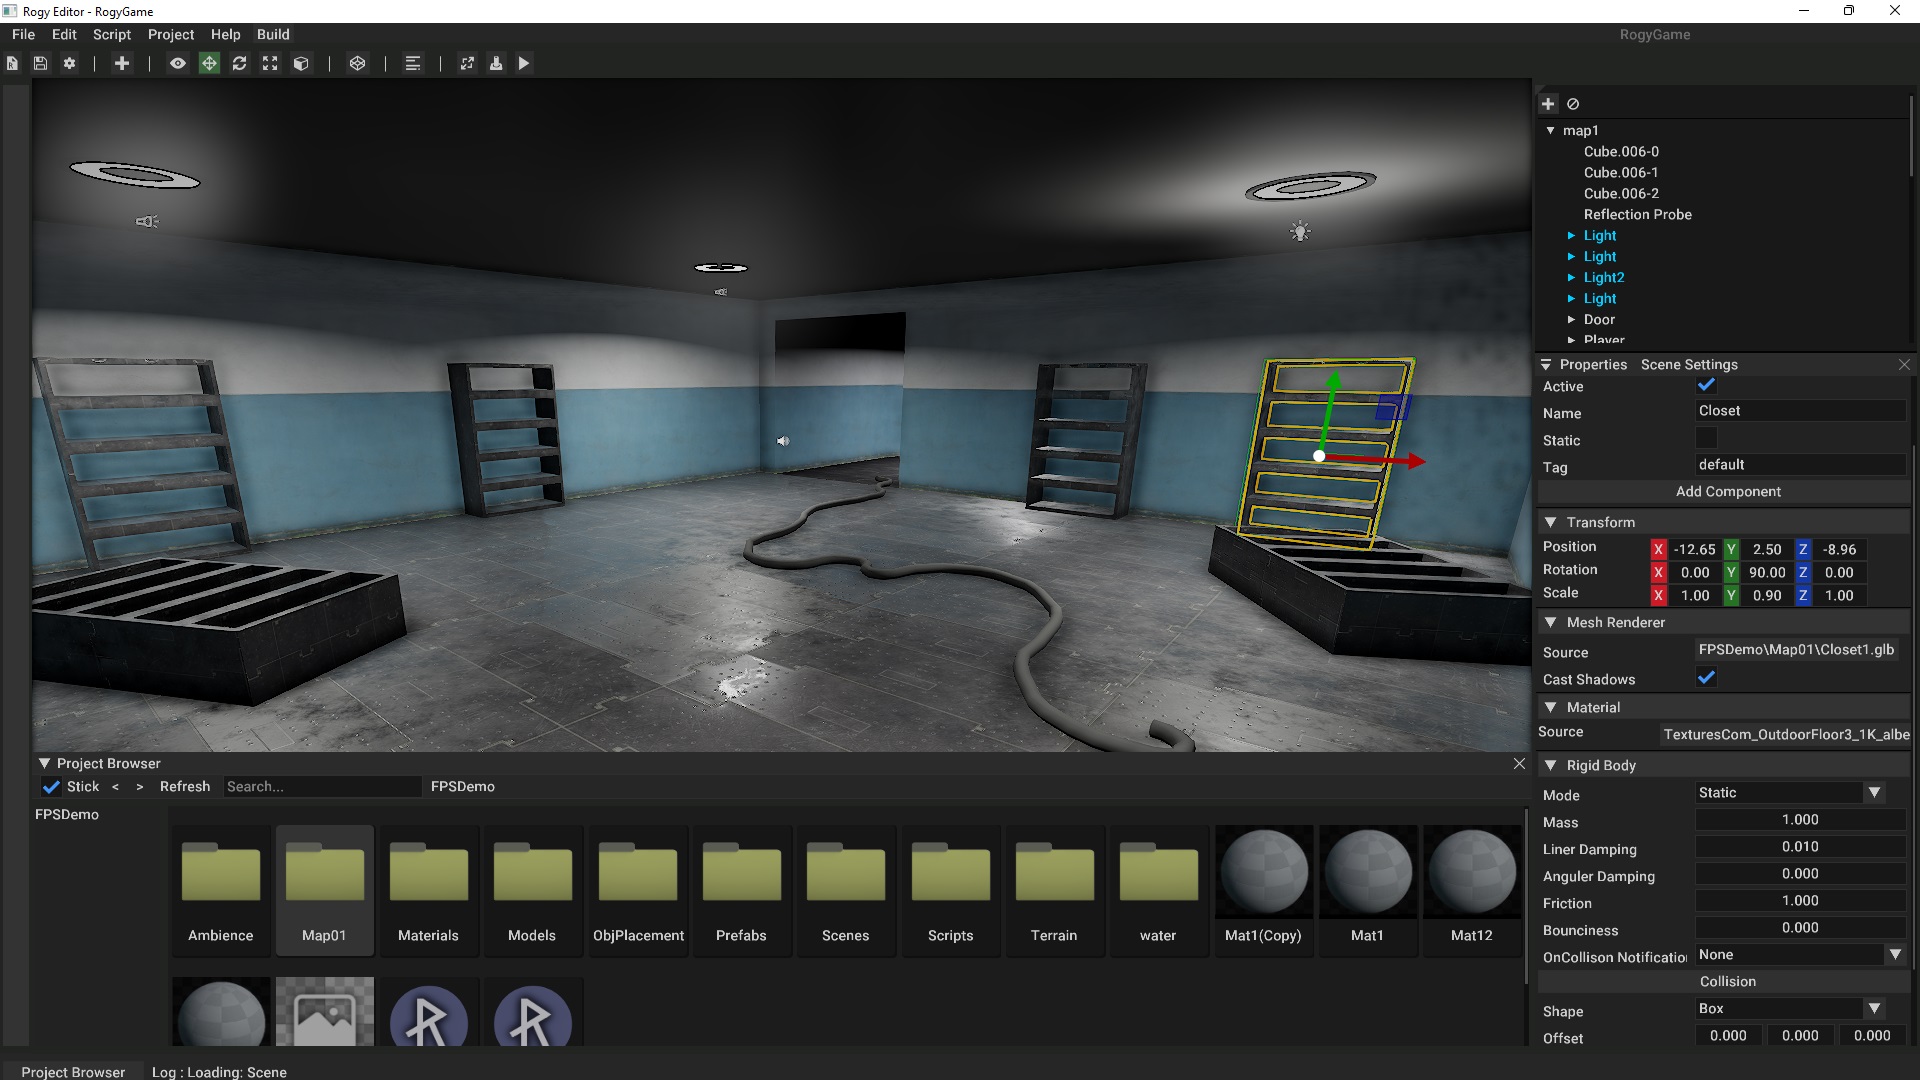 Rogy Editor - RogyGame
File Edit Script Project Help Build RogyGame
map1
Cube.006-0
Cube.006-1
Cube.006-2
Reflection Probe
Light
Light
Light2
Light
Door
Player
Properties Scene Settings
Active
Name Closet
Static
Tag default
Add Component
Transform
Position X -12.65 Y 2.50 Z -8.96
Rotation X 0.00 Y 90.00 Z 0.00
Scale X 1.00 Y 0.90 Z 1.00
Mesh Renderer
Source FPSDemo\Map01\Closet1.glb
Cast Shadows
Material
Source TexturesCom_OutdoorFloor3_1K_albe
Rigid Body
Mode Static
Mass 1.000
Liner Damping 0.010
Anguler Damping 0.000
Friction 1.000
Bounciness 0.000
OnCollison Notificatio None
Collision
Shape Box
Offset 0.000 0.000 0.000
Project Browser
Stick < > Refresh Search... FPSDemo
FPSDemo
Ambience Map01 Materials Models ObjPlacement Prefabs Scenes Scripts Terrain water Mat1(Copy) Mat1 Mat12
Project Browser Log : Loading: Scene